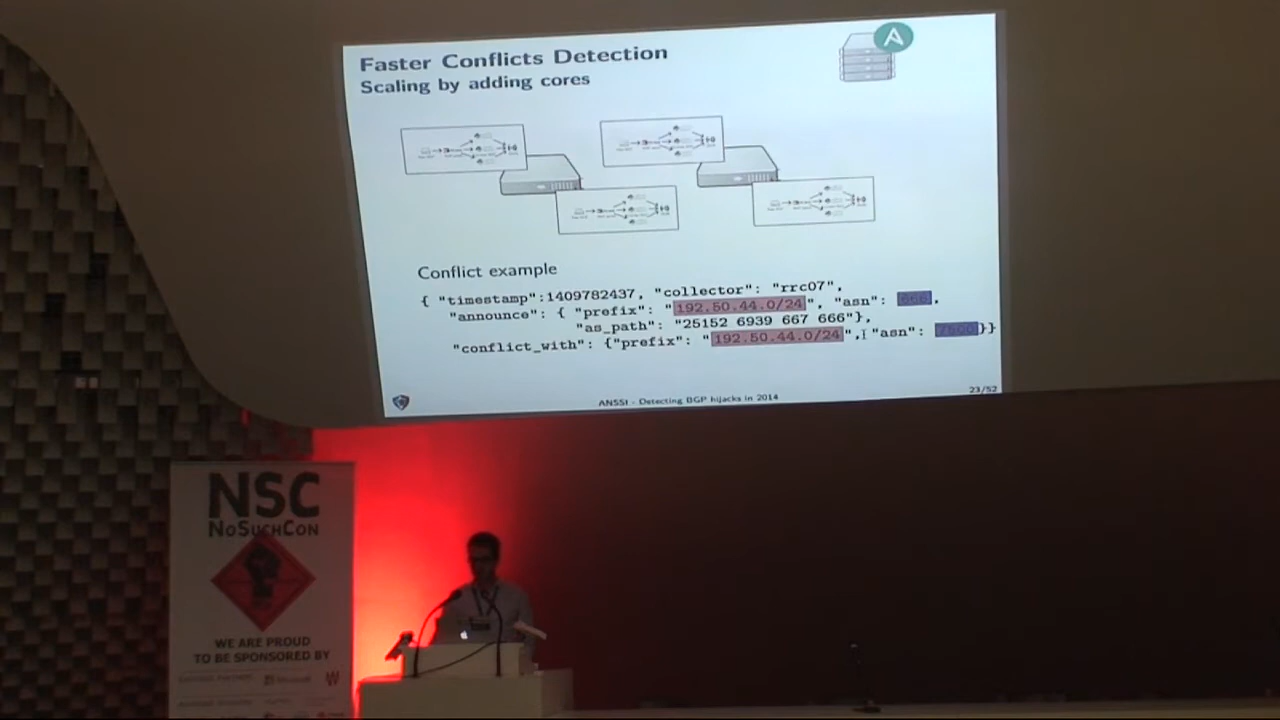 Faster Conflicts Detection
Scaling by adding cores
A
Conflict example
{ "timestamp":1409782437, "collector": "rrc07",
"announce": { "prefix": "192.50.44.0/24", "asn": 666,
"as_path": "25152 6939 667 666"},
"conflict_with": {"prefix": "192.50.44.0/24", "asn": }}
ANSSI - Detecting BGP hijacks in 2014
23/52
NSC
NoSuchCon
WE ARE PROUD
TO BE SPONSORED BY
Microsoft